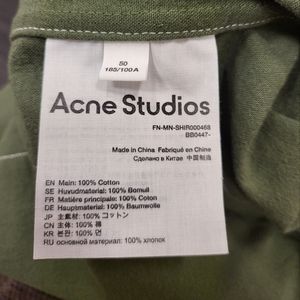 50
185/100A
Acne Studios
FN-MN-SHIR000468
BB0447-
Made in China Fabriqué en Chine
Сделано в Китае 中国制造
EN Main: 100% Cotton
SE Huvudmaterial: 100% Bomull
FR Matière principale: 100% Coton
DE Hauptmaterial: 100% Baumwolle
JP 主素材: 100% コットン
CN 主体: 100% 棉
KR 본판: 100% 면
RU основной материал: 100% хлопок